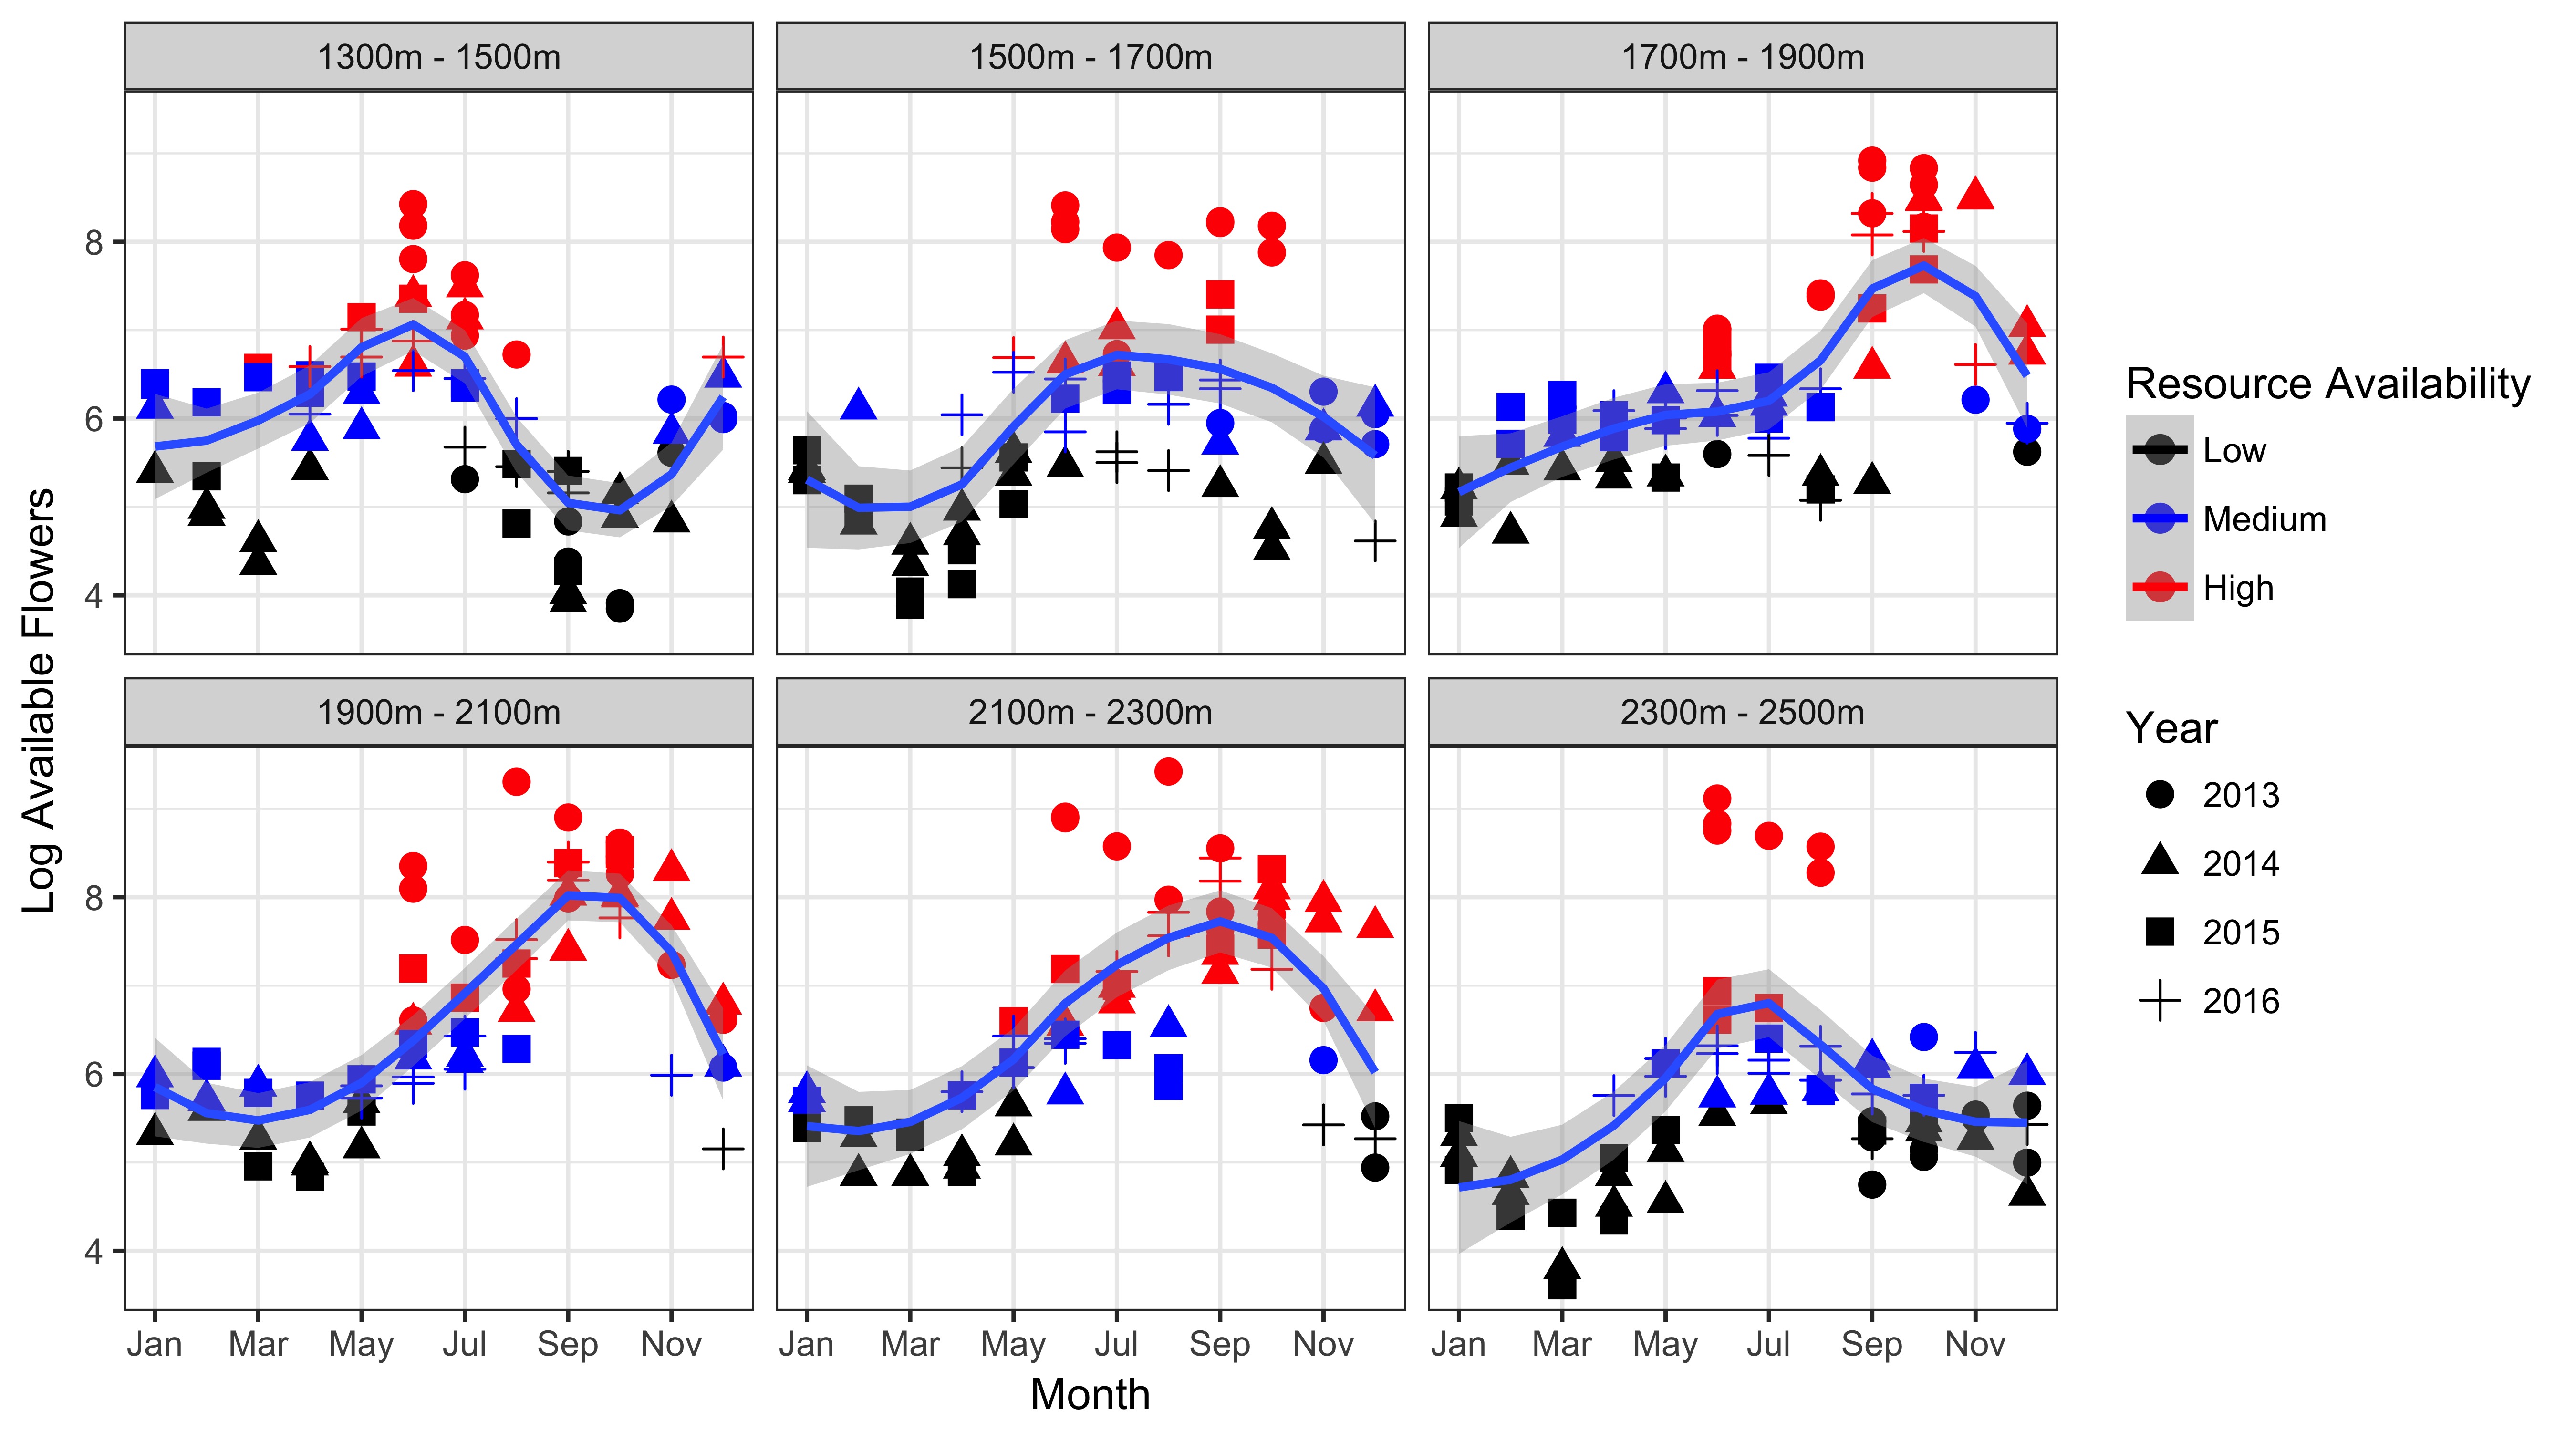 1300m - 1500m
1500m - 1700m
1700m - 1900m
8
6
4
1900m - 2100m
2100m - 2300m
2300m - 2500m
8
6
4
Log Available Flowers
Jan Mar May Jul Sep Nov
Jan Mar May Jul Sep Nov
Jan Mar May Jul Sep Nov
Month
Resource Availability
Low
Medium
High
Year
2013
2014
2015
2016